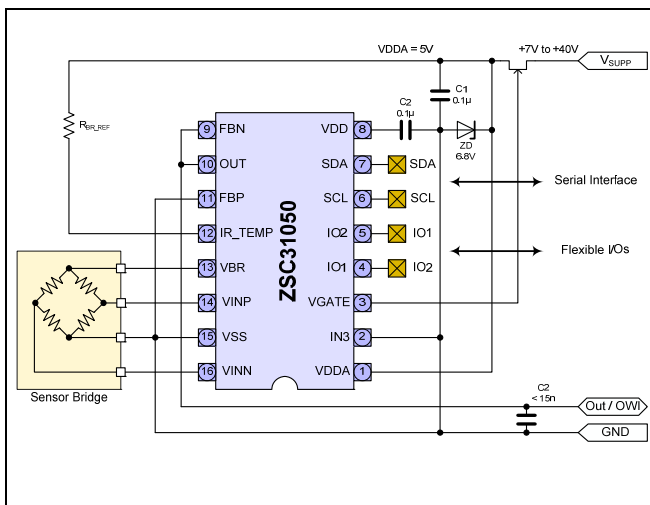 VDDA = 5V
+7V to +40V
VSUPP
C1
0.1µ
C2
0.1µ
RBR_REF
ZD
6.8V
9 FBN
VDD 8
10 OUT
SDA 7
SDA
11 FBP
SCL 6
SCL
Serial Interface
12 IR_TEMP
IO2 5
IO1
13 VBR
IO1 4
IO2
Flexible I/Os
14 VINP
VGATE 3
15 VSS
IN3 2
16 VINN
VDDA 1
ZSC31050
Sensor Bridge
C2
< 15n
Out / OWI
GND